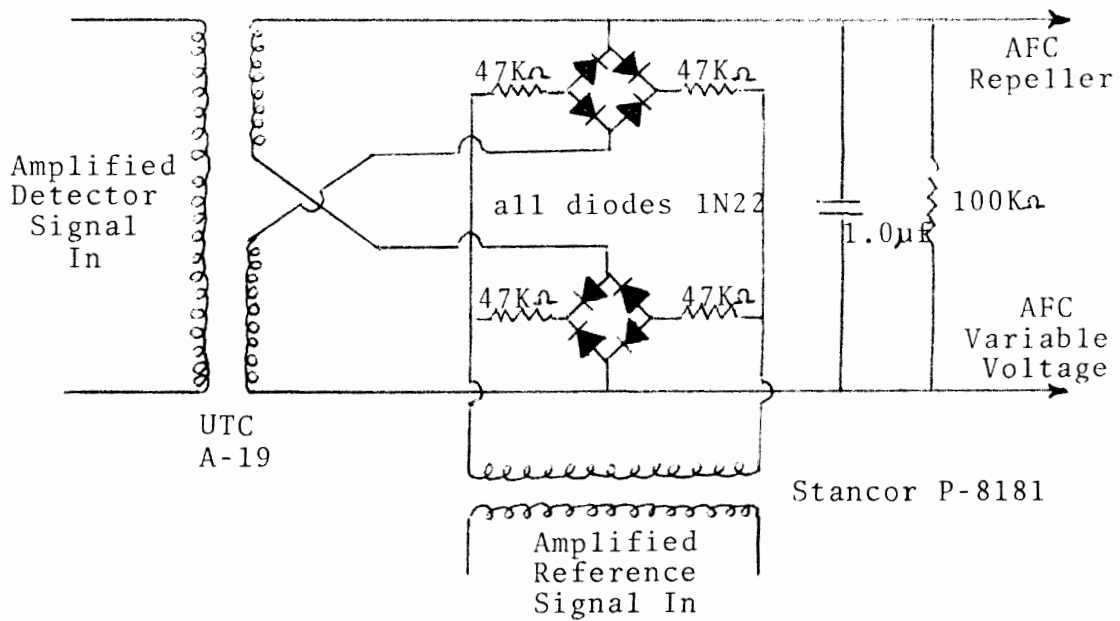 AFC
Repeller
47KΩ
47KΩ
Amplified
Detector
Signal
In
all diodes 1N22
100KΩ
1.0μf
47KΩ
47KΩ
AFC
Variable
Voltage
UTC
A-19
Stancor P-8181
Amplified
Reference
Signal In